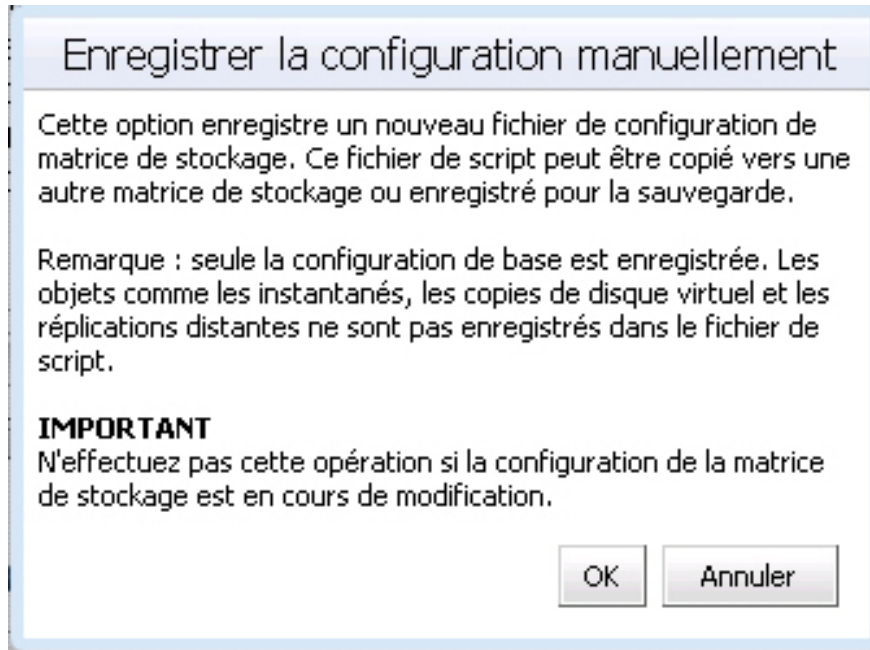 Enregistrer la configuration manuellement
Cette option enregistre un nouveau fichier de configuration de
matrice de stockage. Ce fichier de script peut être copié vers une
autre matrice de stockage ou enregistré pour la sauvegarde.
Remarque : seule la configuration de base est enregistrée. Les
objets comme les instantanés, les copies de disque virtuel et les
réplications distantes ne sont pas enregistrés dans le fichier de
script.
IMPORTANT
N'effectuez pas cette opération si la configuration de la matrice
de stockage est en cours de modification.
OK Annuler